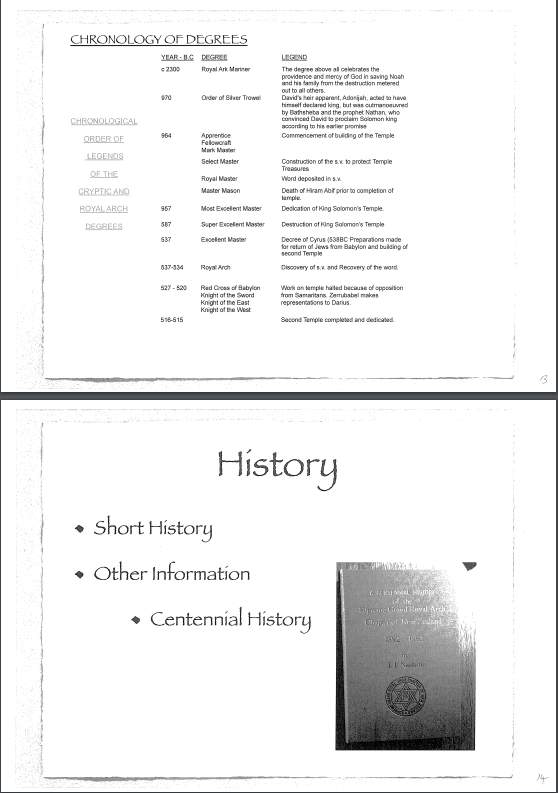 CHRONOLOGY OF DEGREES
YEAR - B.C DEGREE LEGEND
c 2300 Royal Ark Mariner The degree above all celebrates the
providence and mercy of God in saving Noah
and his family from the destruction metered
out to all others.
970 Order of Silver Trowel David's heir apparent, Adonijah, acted to have
himself declared king, but was outmanoeuvred
by Bathsheba and the prophet Nathan, who
convinced David to proclaim Solomon king
according to his earlier promise
CHRONOLOGICAL
ORDER OF
LEGENDS
OF THE
CRYPTIC AND
ROYAL ARCH
DEGREES
964 Apprentice Commencement of building of the Temple
Fellowcraft
Mark Master
Select Master Construction of the s.v. to protect Temple
Treasures
Royal Master Word deposited in s.v.
Master Mason Death of Hiram Abif prior to completion of
temple.
957 Most Excellent Master Dedication of King Solomon's Temple.
587 Super Excellent Master Destruction of King Solomon's Temple
537 Excellent Master Decree of Cyrus (538BC Preparations made
for return of Jews from Babylon and building of
second Temple
537-534 Royal Arch Discovery of s.v. and Recovery of the word.
527 - 520 Red Cross of Babylon Work on temple halted because of opposition
Knight of the Sword from Samaritans. Zerrubabel makes
Knight of the East representations to Darius.
Knight of the West
516-515 Second Temple completed and dedicated.
13
History
Short History
Other Information
Centennial History
of the
Supreme Grand Royal Arch
Chapter of New Zealand
14